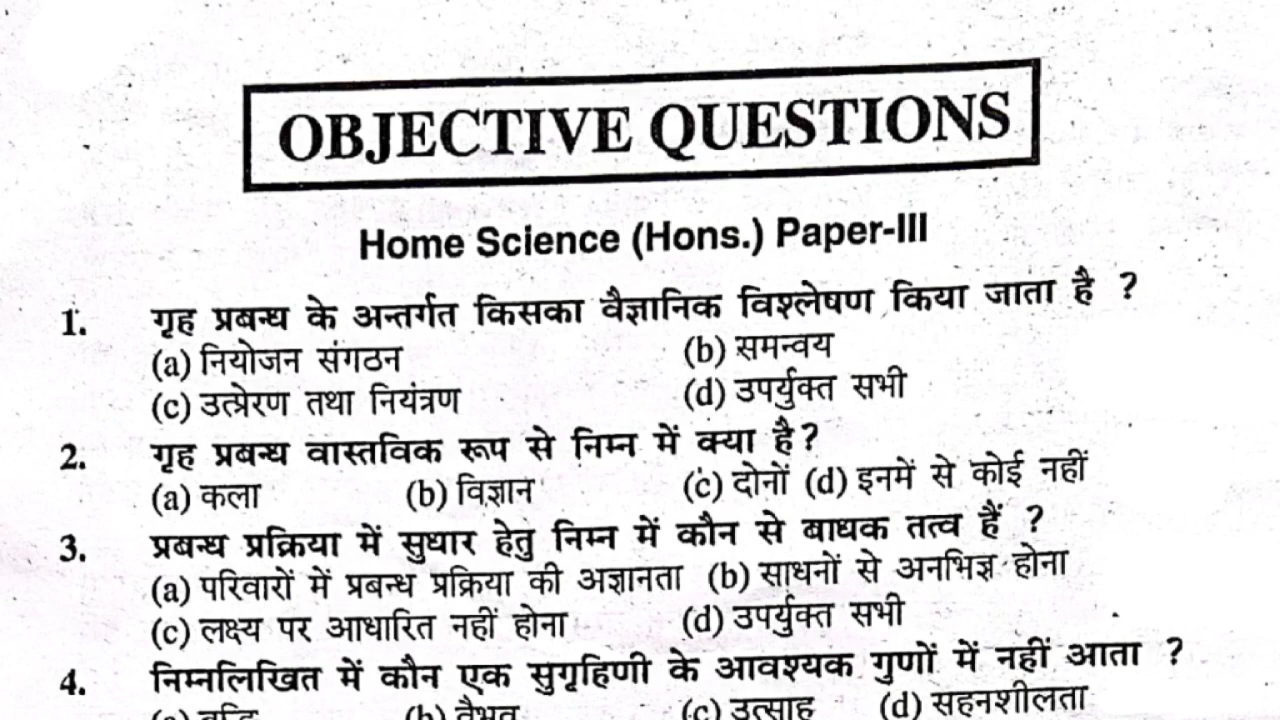 OBJECTIVE QUESTIONS
Home Science (Hons.) Paper-III
1. गृह प्रबन्ध के अन्तर्गत किसका वैज्ञानिक विश्लेषण किया जाता है ?
(a) नियोजन संगठन (b) समन्वय
(c) उत्प्रेरण तथा नियंत्रण (d) उपर्युक्त सभी
2. गृह प्रबन्ध वास्तविक रूप से निम्न में क्या है?
(a) कला (b) विज्ञान (c) दोनों (d) इनमें से कोई नहीं
3. प्रबन्ध प्रक्रिया में सुधार हेतु निम्न में कौन से बाधक तत्व हैं ?
(a) परिवारों में प्रबन्ध प्रक्रिया की अज्ञानता (b) साधनों से अनभिज्ञ होना
(c) लक्ष्य पर आधारित नहीं होना (d) उपर्युक्त सभी
4. निम्नलिखित में कौन एक सुगृहिणी के आवश्यक गुणों में नहीं आता ?
(a) बुद्धि (b) वैभव (c) उत्साह (d) सहनशीलता